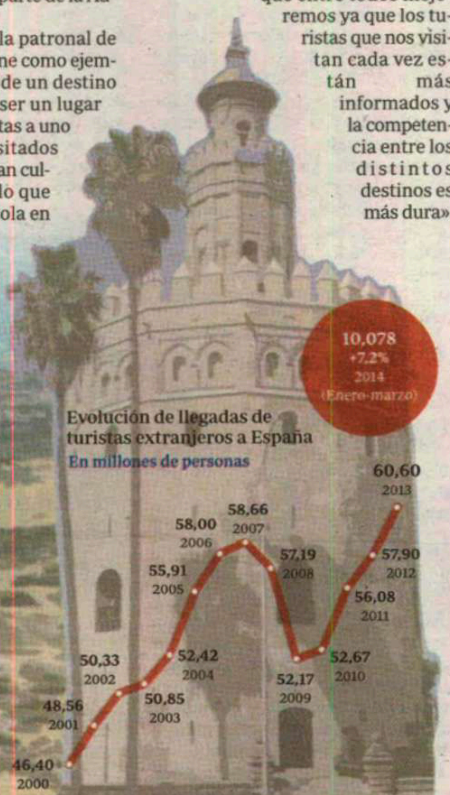 la patronal de
ne como ejem-
de un destino
ser un lugar
tas a uno
sitados
an cul-
lo que
ola en
remos ya que los tu-
ristas que nos visi-
tan cada vez es-
tán más
informados y
la competen-
cia entre los
distintos
destinos es
más dura»
10,078
+7,2%
2014
(Enero-marzo)
Evolución de llegadas de
turistas extranjeros a España
En millones de personas
46,40
2000
48,56
2001
50,33
2002
50,85
2003
52,42
2004
55,91
2005
58,00
2006
58,66
2007
57,19
2008
52,17
2009
52,67
2010
56,08
2011
57,90
2012
60,60
2013